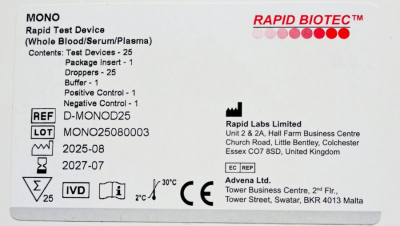 MONO
Rapid Test Device
(Whole Blood/Serum/Plasma)
Contents: Test Devices - 25
Package Insert - 1
Droppers - 25
Buffer - 1
Positive Control - 1
Negative Control - 1
REF D-MONOD25
LOT MONO25080003
2025-08
2027-07
Σ 25 IVD i 2°C 30°C CE
RAPID BIOTEC™
Rapid Labs Limited
Unit 2 & 2A, Hall Farm Business Centre
Church Road, Little Bentley, Colchester
Essex CO7 8SD, United Kingdom
EC REP
Advena Ltd.
Tower Business Centre, 2nd Flr.,
Tower Street, Swatar, BKR 4013 Malta